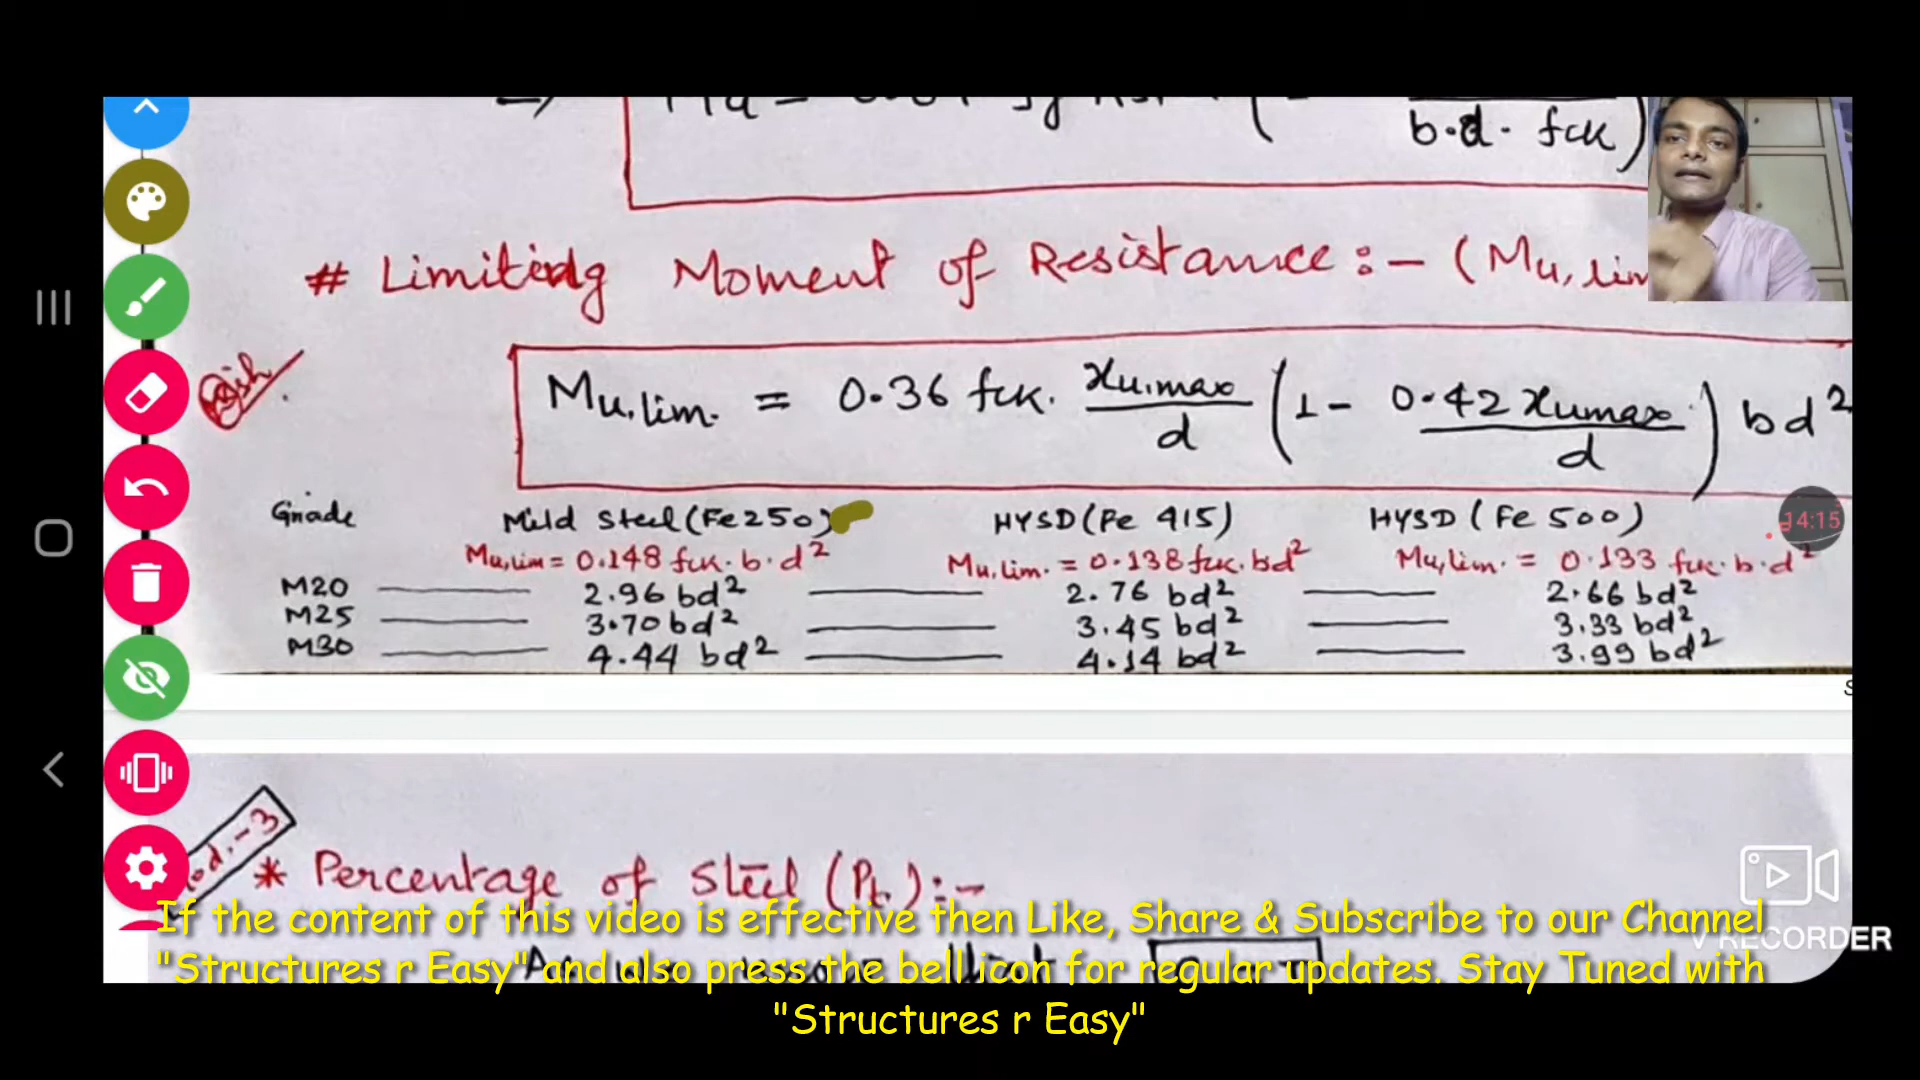 b.d. fck
# Limiting Moment of Resistance:- (Mu,lim
Mu.lim. = 0.36 fck. xu.max/d (1 - 0.42 xumax/d) bd²
Grade Mild Steel (Fe250) HYSD (Fe 415) HYSD (Fe 500)
Mu,lim = 0.148 fck. b.d² Mu.lim. = 0.138 fck.bd² Mu,lim. = 0.133 fck.b.d²
M20 2.96 bd² 2.76 bd² 2.66 bd²
M25 3.70 bd² 3.45 bd² 3.33 bd²
M30 4.44 bd² 4.14 bd² 3.99 bd²
14:15
* Percentage of Steel (Pt.):-
If the content of this video is effective then Like, Share & Subscribe to our Channel
"Structures r Easy" and also press the bell icon for regular updates. Stay Tuned with
"Structures r Easy"
V RECORDER